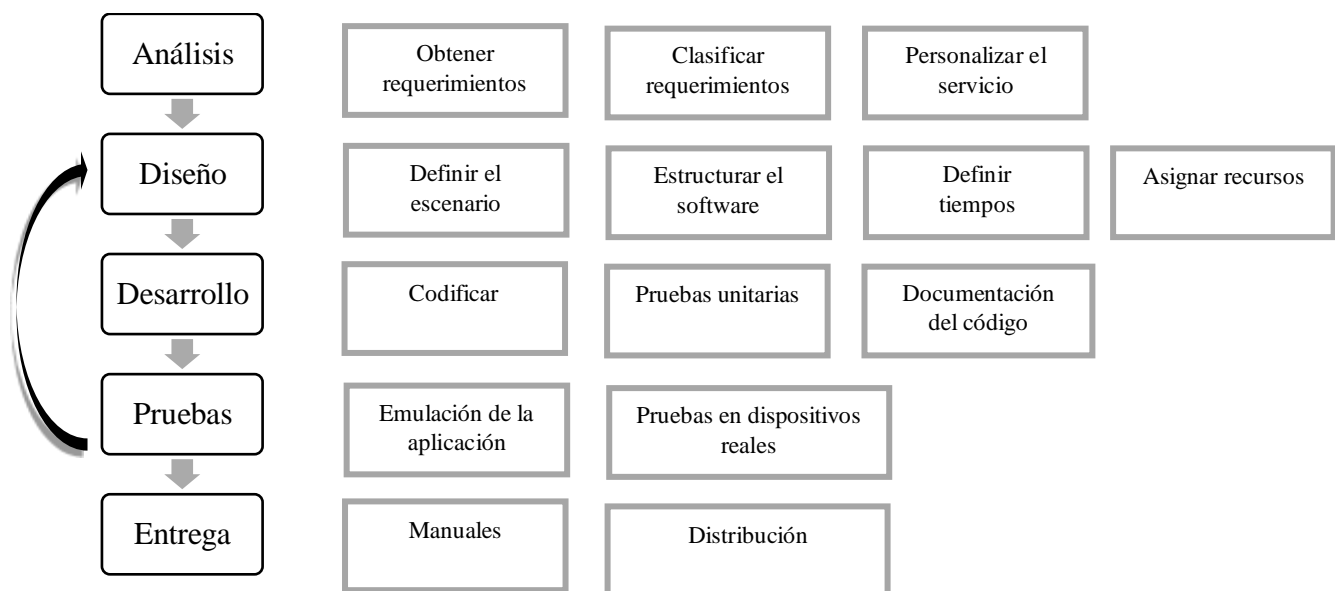 Análisis
Obtener
requerimientos
Clasificar
requerimientos
Personalizar el
servicio
Diseño
Definir el
escenario
Estructurar el
software
Definir
tiempos
Asignar recursos
Desarrollo
Codificar
Pruebas unitarias
Documentación
del código
Pruebas
Emulación de la
aplicación
Pruebas en dispositivos
reales
Entrega
Manuales
Distribución